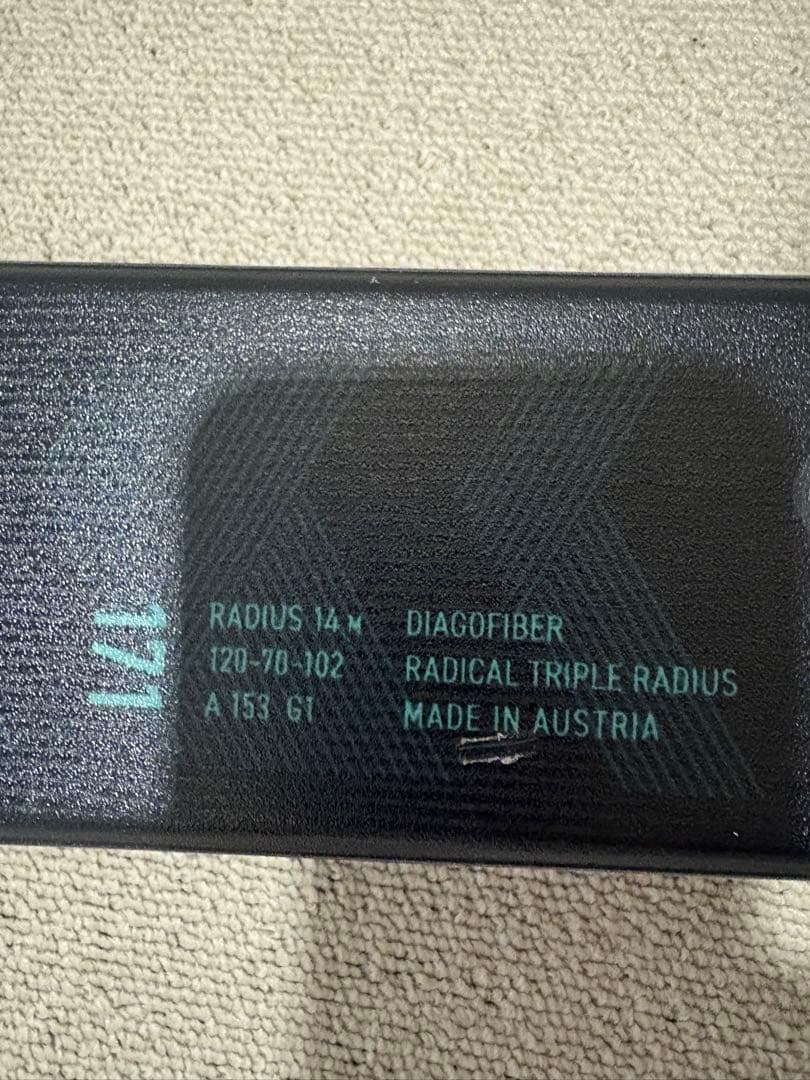 171
RADIUS 14 M
120-70-102
A 153 G1
DIAGOFIBER
RADICAL TRIPLE RADIUS
MADE IN AUSTRIA